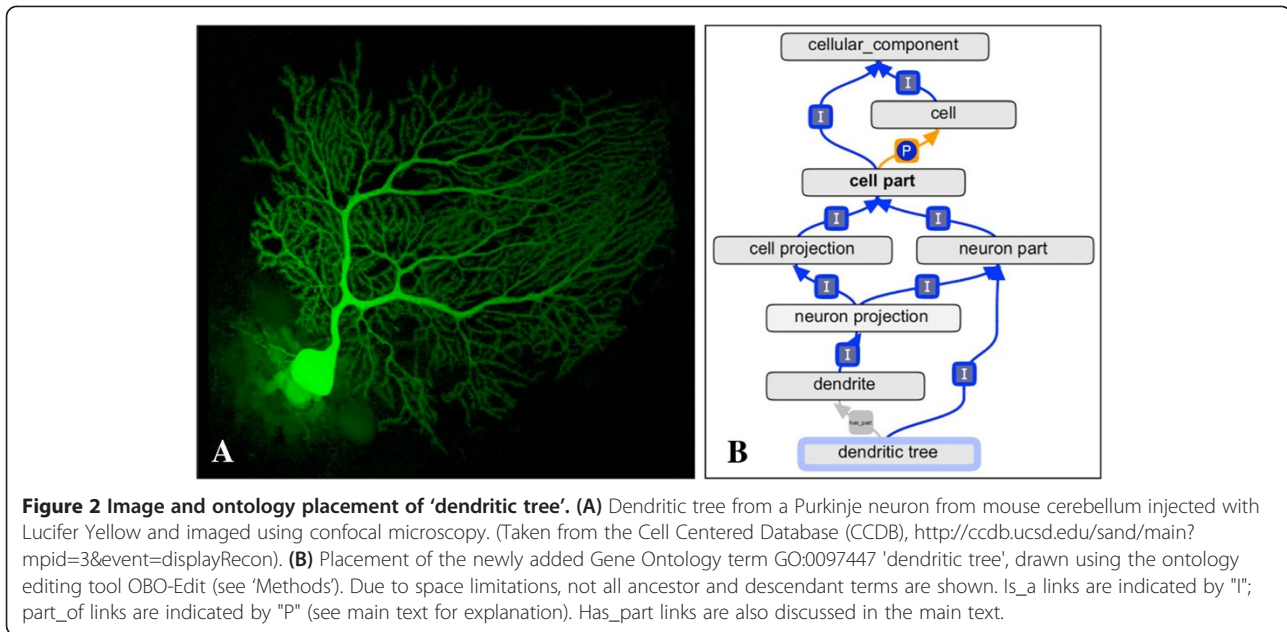 cellular_component
I
I
cell
P
cell part
I
I
cell projection
neuron part
I
I
neuron projection
I
I
dendrite
has_part
dendritic tree
A
B
Figure 2 Image and ontology placement of ‘dendritic tree’. (A) Dendritic tree from a Purkinje neuron from mouse cerebellum injected with
Lucifer Yellow and imaged using confocal microscopy. (Taken from the Cell Centered Database (CCDB), http://ccdb.ucsd.edu/sand/main?
mpid=3&event=displayRecon). (B) Placement of the newly added Gene Ontology term GO:0097447 'dendritic tree', drawn using the ontology
editing tool OBO-Edit (see ‘Methods’). Due to space limitations, not all ancestor and descendant terms are shown. Is_a links are indicated by "I";
part_of links are indicated by "P" (see main text for explanation). Has_part links are also discussed in the main text.